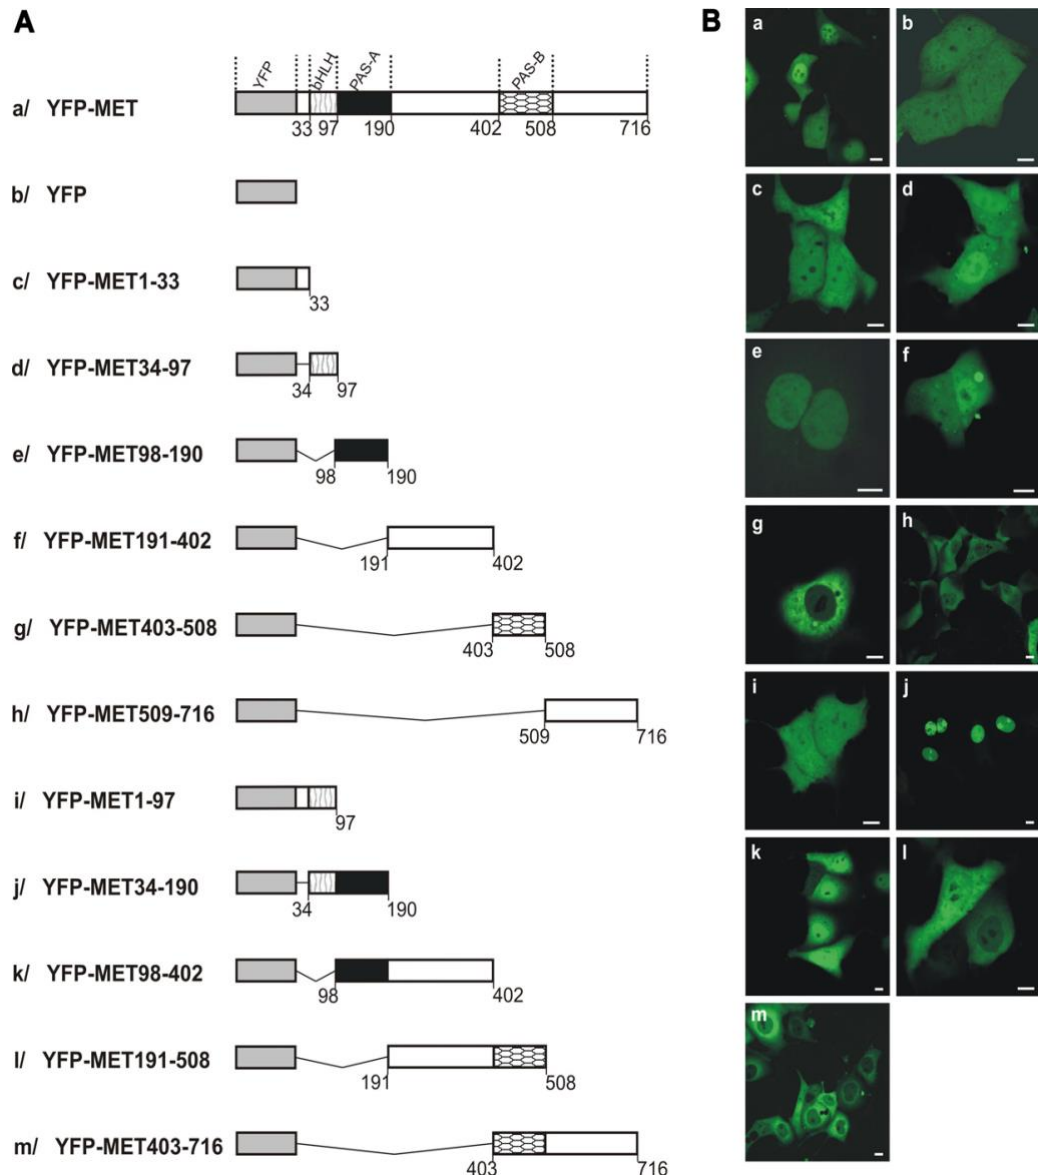 A
YFP bHLH PAS-A PAS-B
a/ YFP-MET
33 97 190 402 508 716
b/ YFP
c/ YFP-MET1-33
33
d/ YFP-MET34-97
34 97
e/ YFP-MET98-190
98 190
f/ YFP-MET191-402
191 402
g/ YFP-MET403-508
403 508
h/ YFP-MET509-716
509 716
i/ YFP-MET1-97
97
j/ YFP-MET34-190
34 190
k/ YFP-MET98-402
98 402
l/ YFP-MET191-508
191 508
m/ YFP-MET403-716
403 716
B
a b
c d
e f
g h
i j
k l
m